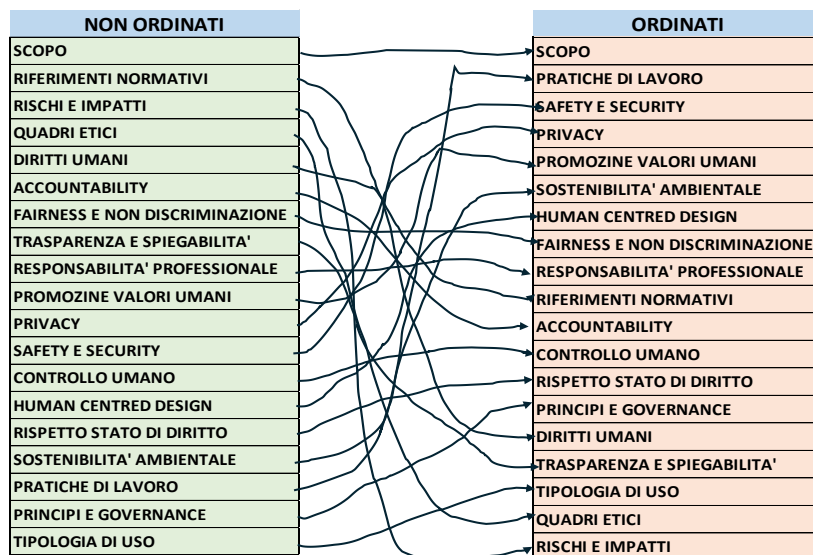 NON ORDINATI
SCOPO
RIFERIMENTI NORMATIVI
RISCHI E IMPATTI
QUADRI ETICI
DIRITTI UMANI
ACCOUNTABILITY
FAIRNESS E NON DISCRIMINAZIONE
TRASPARENZA E SPIEGABILITA'
RESPONSABILITA' PROFESSIONALE
PROMOZINE VALORI UMANI
PRIVACY
SAFETY E SECURITY
CONTROLLO UMANO
HUMAN CENTRED DESIGN
RISPETTO STATO DI DIRITTO
SOSTENIBILITA' AMBIENTALE
PRATICHE DI LAVORO
PRINCIPI E GOVERNANCE
TIPOLOGIA DI USO
ORDINATI
SCOPO
PRATICHE DI LAVORO
SAFETY E SECURITY
PRIVACY
PROMOZINE VALORI UMANI
SOSTENIBILITA' AMBIENTALE
HUMAN CENTRED DESIGN
FAIRNESS E NON DISCRIMINAZIONE
RESPONSABILITA' PROFESSIONALE
RIFERIMENTI NORMATIVI
ACCOUNTABILITY
CONTROLLO UMANO
RISPETTO STATO DI DIRITTO
PRINCIPI E GOVERNANCE
DIRITTI UMANI
TRASPARENZA E SPIEGABILITA'
TIPOLOGIA DI USO
QUADRI ETICI
RISCHI E IMPATTI